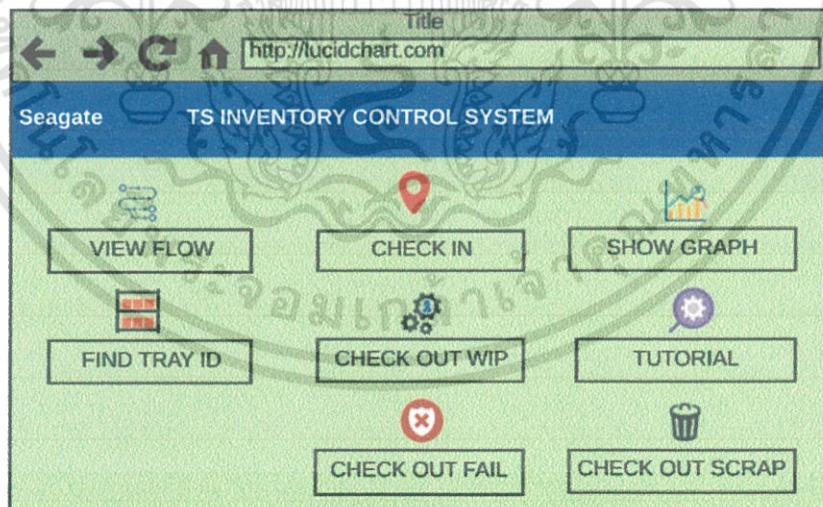 Title
http://lucidchart.com
Seagate TS INVENTORY CONTROL SYSTEM
VIEW FLOW CHECK IN SHOW GRAPH
FIND TRAY ID CHECK OUT WIP TUTORIAL
CHECK OUT FAIL CHECK OUT SCRAP